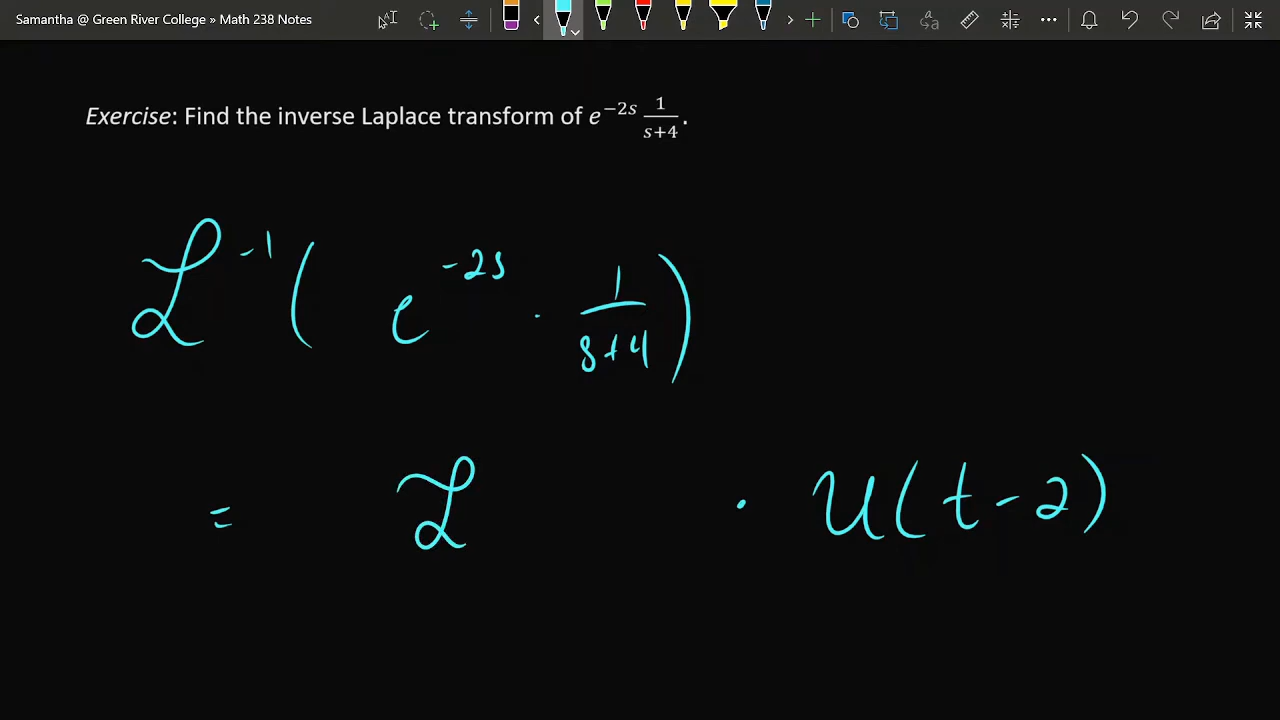 Samantha @ Green River College » Math 238 Notes
Exercise: Find the inverse Laplace transform of e^{−2s} 1/(s+4).
ℒ^{-1}( e^{-2s} · 1/(s+4) )
= ℒ · 𝒰(t-2)